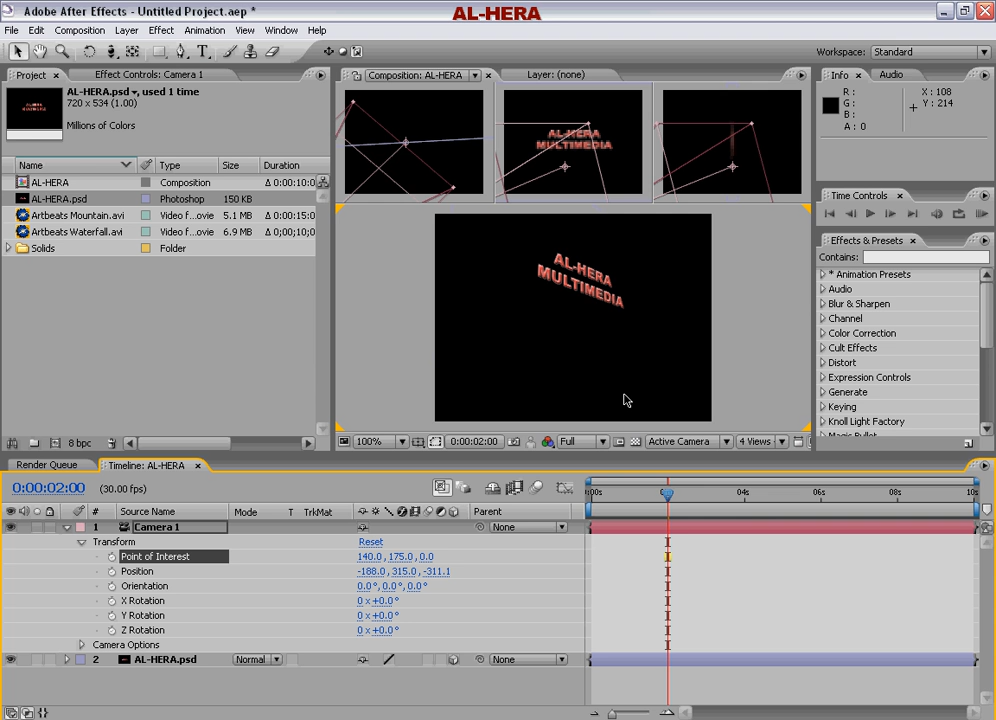 Adobe After Effects - Untitled Project.aep *
AL-HERA
File Edit Composition Layer Effect Animation View Window Help
Workspace: Standard
Project × Effect Controls: Camera 1
AL-HERA.psd, used 1 time
720 x 534 (1.00)
Millions of Colors
Name Type Size Duration
AL-HERA Composition Δ 0:00:10:0
AL-HERA.psd Photoshop 150 KB
Artbeats Mountain.avi Video f...ovie 5.1 MB Δ 0:00:15:0
Artbeats Waterfall.avi Video f...ovie 6.9 MB Δ 0;00;10;0
Solids Folder
8 bpc
Composition: AL-HERA × Layer: (none)
AL-HERA
MULTIMEDIA
AL-HERA
MULTIMEDIA
100% 0:00:02:00 Full Active Camera 4 Views
Info × Audio
R :
G :
B :
A : 0
X : 108
Y : 214
Time Controls ×
Effects & Presets ×
Contains:
* Animation Presets
Audio
Blur & Sharpen
Channel
Color Correction
Cult Effects
Distort
Expression Controls
Generate
Keying
Knoll Light Factory
Render Queue Timeline: AL-HERA ×
0:00:02:00 (30.00 fps)
:00s 04s 06s 08s 10s
# Source Name Mode T TrkMat Parent
1 Camera 1 None
Transform Reset
Point of Interest 140.0, 175.0, 0.0
Position -188.0, 315.0, -311.1
Orientation 0.0°, 0.0°, 0.0°
X Rotation 0 x +0.0°
Y Rotation 0 x +0.0°
Z Rotation 0 x +0.0°
Camera Options
2 AL-HERA.psd Normal None